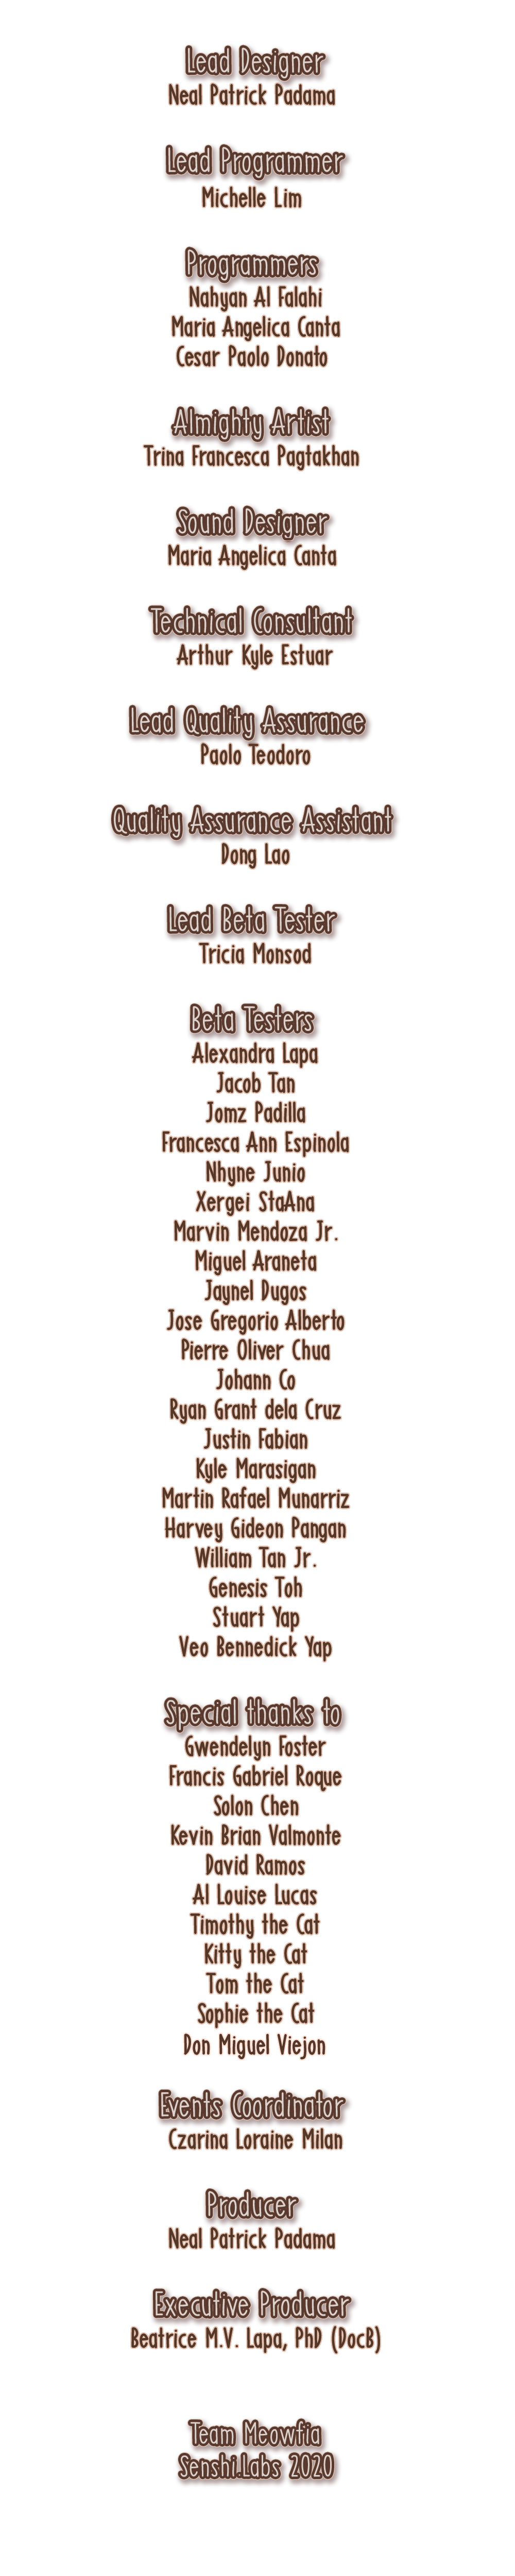 Lead Designer
Neal Patrick Padama
Lead Programmer
Michelle Lim
Programmers
Nahyan Al Falahi
Maria Angelica Canta
Cesar Paolo Donato
Almighty Artist
Trina Francesca Pagtakhan
Sound Designer
Maria Angelica Canta
Technical Consultant
Arthur Kyle Estuar
Lead Quality Assurance
Paolo Teodoro
Quality Assurance Assistant
Dong Lao
Lead Beta Tester
Tricia Monsod
Beta Testers
Alexandra Lapa
Jacob Tan
Jomz Padilla
Francesca Ann Espinola
Nhyne Junio
Xergei StaAna
Marvin Mendoza Jr.
Miguel Araneta
Jaynel Dugos
Jose Gregorio Alberto
Pierre Oliver Chua
Johann Co
Ryan Grant dela Cruz
Justin Fabian
Kyle Marasigan
Martin Rafael Munarriz
Harvey Gideon Pangan
William Tan Jr.
Genesis Toh
Stuart Yap
Veo Bennedick Yap
Special thanks to
Gwendelyn Foster
Francis Gabriel Roque
Solon Chen
Kevin Brian Valmonte
David Ramos
Al Louise Lucas
Timothy the Cat
Kitty the Cat
Tom the Cat
Sophie the Cat
Don Miguel Viejon
Events Coordinator
Czarina Loraine Milan
Producer
Neal Patrick Padama
Executive Producer
Beatrice M.V. Lapa, PhD (DocB)
Team Meowfia
Senshi.Labs 2020